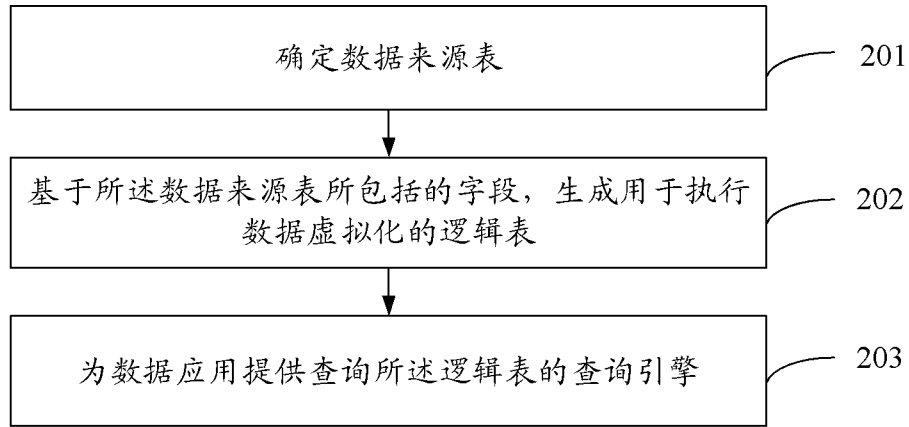 确定数据来源表
201
基于所述数据来源表所包括的字段，生成用于执行
数据虚拟化的逻辑表
202
为数据应用提供查询所述逻辑表的查询引擎
203